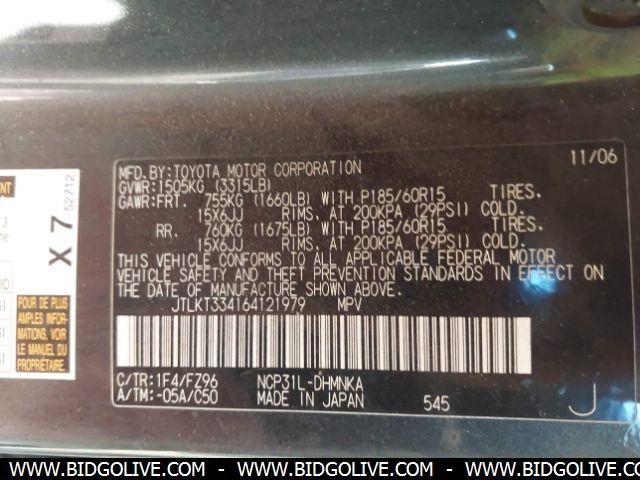 MFD.BY:TOYOTA MOTOR CORPORATION 11/06
GVWR:1505KG (3315LB)
GAWR:FRT. 755KG (1660LB) WITH P185/60R15 TIRES.
15X6JJ RIMS. AT 200KPA (29PSI) COLD.
RR. 760KG (1675LB) WITH P185/60R15 TIRES.
15X6JJ RIMS. AT 200KPA (29PSI) COLD.
THIS VEHICLE CONFORMS TO ALL APPLICABLE FEDERAL MOTOR
VEHICLE SAFETY AND THEFT PREVENTION STANDARDS IN EFFECT ON
THE DATE OF MANUFACTURE SHOWN ABOVE.
JTLKT334164121979 MPV
C/TR:1F4/FZ96 NCP31L-DHMNKA
A/TM:-05A/C50 MADE IN JAPAN 545 J
X 7
52712
POUR DE PLUS
AMPLES INFOR-
MATIONS, VOIR
LE MANUEL DU
PROPRIÉTAIRE.
WWW.BIDGOLIVE.COM - WWW.BIDGOLIVE.COM - WWW.BIDGOLIVE.COM